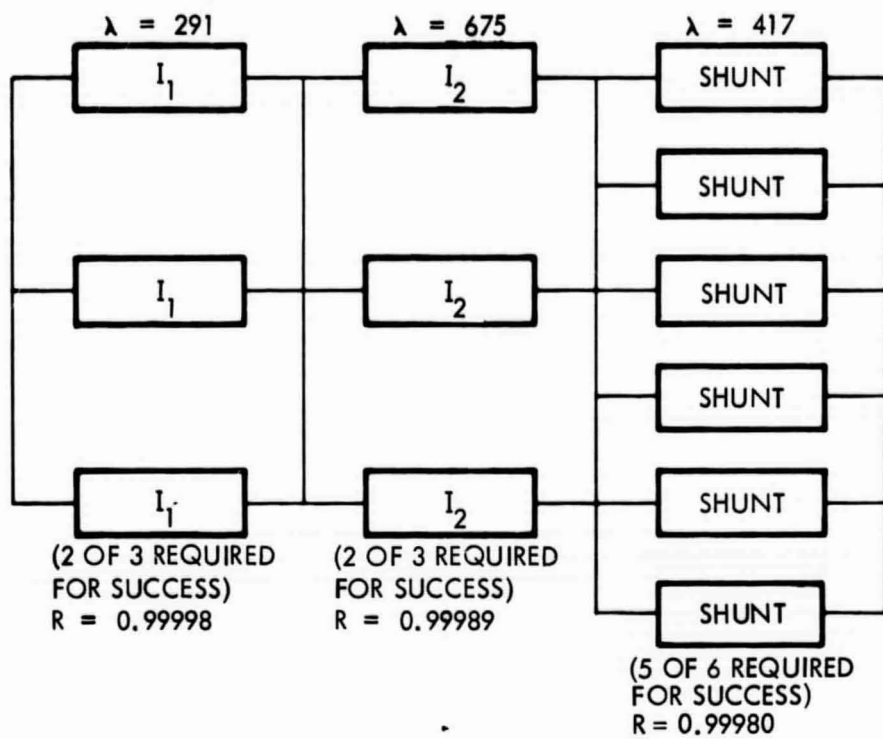 λ = 291
λ = 675
λ = 417
I1
I2
SHUNT
SHUNT
I1
I2
SHUNT
SHUNT
I1
I2
SHUNT
(2 OF 3 REQUIRED
FOR SUCCESS)
R = 0.99998
(2 OF 3 REQUIRED
FOR SUCCESS)
R = 0.99989
SHUNT
(5 OF 6 REQUIRED
FOR SUCCESS)
R = 0.99980